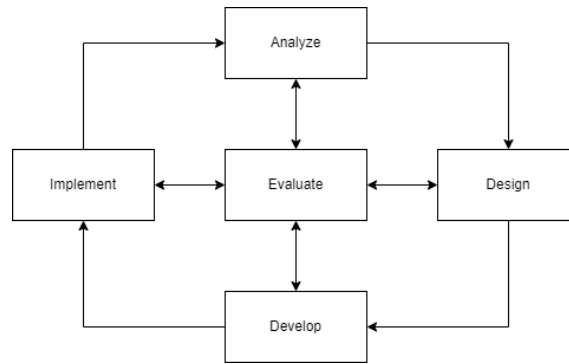 Analyze
Implement
Evaluate
Design
Develop